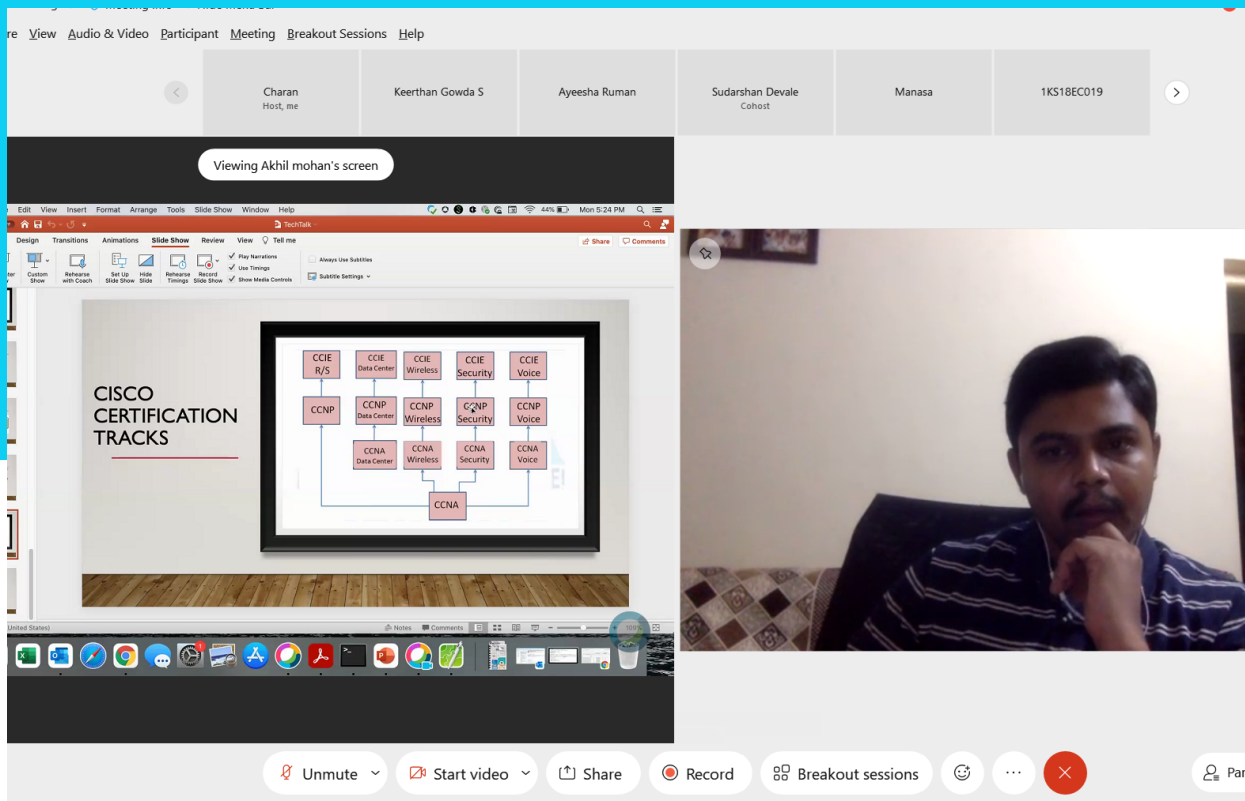 re View Audio & Video Participant Meeting Breakout Sessions Help
Charan
Host, me
Keerthan Gowda S
Ayeesha Ruman
Sudarshan Devale
Cohost
Manasa
1KS18EC019
Viewing Akhil mohan's screen
Edit View Insert Format Arrange Tools Slide Show Window Help
44% Mon 5:24 PM
TechTalk
Design Transitions Animations Slide Show Review View Tell me
Share Comments
Custom
Show
Rehearse
with Coach
Set Up
Slide Show
Hide
Slide
Rehearse
Timings
Record
Slide Show
Play Narrations
Use Timings
Show Media Controls
Always Use Subtitles
Subtitle Settings
CISCO
CERTIFICATION
TRACKS
CCIE
R/S
CCIE
Data Center
CCIE
Wireless
CCIE
Security
CCIE
Voice
CCNP
CCNP
Data Center
CCNP
Wireless
CCNP
Security
CCNP
Voice
CCNA
Data Center
CCNA
Wireless
CCNA
Security
CCNA
Voice
CCNA
United States)
Notes Comments
100%
Unmute
Start video
Share
Record
Breakout sessions
Par